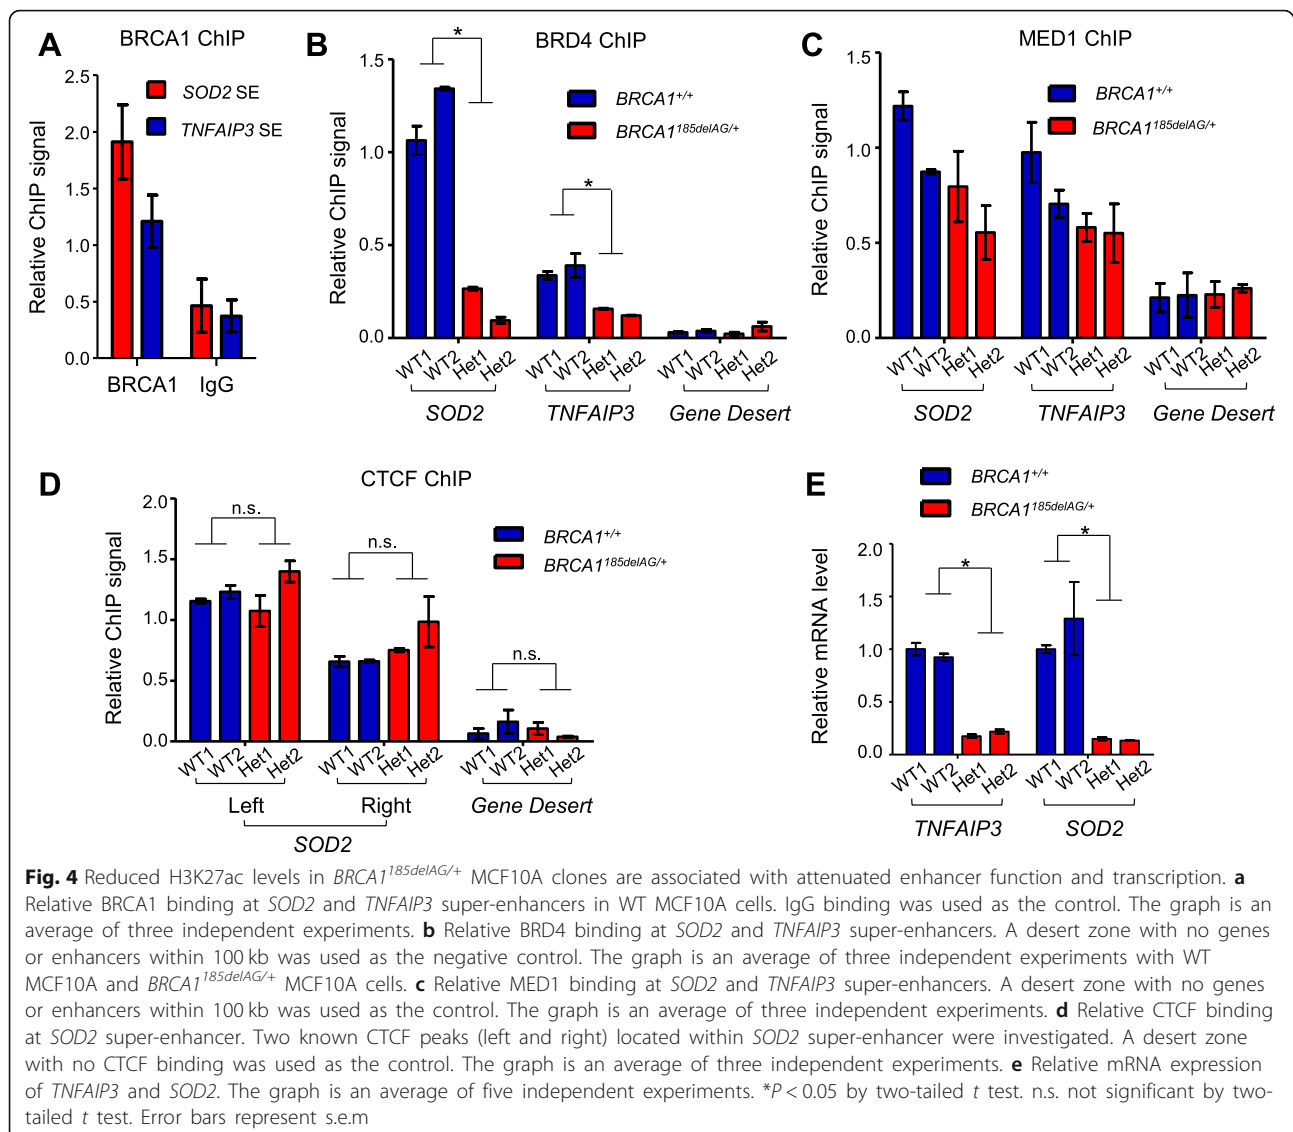 A
BRCA1 ChIP
Relative ChIP signal
2.5
2.0
1.5
1.0
0.5
0.0
SOD2 SE
TNFAIP3 SE
BRCA1 IgG
B
BRD4 ChIP
Relative ChIP signal
1.5
1.0
0.5
0.0
*
*
BRCA1+/+
BRCA1185delAG/+
WT1 WT2 Het1 Het2 WT1 WT2 Het1 Het2 WT1 WT2 Het1 Het2
SOD2 TNFAIP3 Gene Desert
C
MED1 ChIP
Relative ChIP signal
1.5
1.0
0.5
0.0
BRCA1+/+
BRCA1185delAG/+
WT1 WT2 Het1 Het2 WT1 WT2 Het1 Het2 WT1 WT2 Het1 Het2
SOD2 TNFAIP3 Gene Desert
D
CTCF ChIP
Relative ChIP signal
2.0
1.5
1.0
0.5
0.0
n.s.
n.s.
n.s.
BRCA1+/+
BRCA1185delAG/+
WT1 WT2 Het1 Het2 WT1 WT2 Het1 Het2 WT1 WT2 Het1 Het2
Left Right Gene Desert
SOD2
E
BRCA1+/+
BRCA1185delAG/+
Relative mRNA level
2.0
1.5
1.0
0.5
0.0
*
*
WT1 WT2 Het1 Het2 WT1 WT2 Het1 Het2
TNFAIP3 SOD2
Fig. 4 Reduced H3K27ac levels in BRCA1185delAG/+ MCF10A clones are associated with attenuated enhancer function and transcription. a
Relative BRCA1 binding at SOD2 and TNFAIP3 super-enhancers in WT MCF10A cells. IgG binding was used as the control. The graph is an
average of three independent experiments. b Relative BRD4 binding at SOD2 and TNFAIP3 super-enhancers. A desert zone with no genes
or enhancers within 100 kb was used as the negative control. The graph is an average of three independent experiments with WT
MCF10A and BRCA1185delAG/+ MCF10A cells. c Relative MED1 binding at SOD2 and TNFAIP3 super-enhancers. A desert zone with no genes
or enhancers within 100 kb was used as the control. The graph is an average of three independent experiments. d Relative CTCF binding
at SOD2 super-enhancer. Two known CTCF peaks (left and right) located within SOD2 super-enhancer were investigated. A desert zone
with no CTCF binding was used as the control. The graph is an average of three independent experiments. e Relative mRNA expression
of TNFAIP3 and SOD2. The graph is an average of five independent experiments. *P < 0.05 by two-tailed t test. n.s. not significant by two-
tailed t test. Error bars represent s.e.m